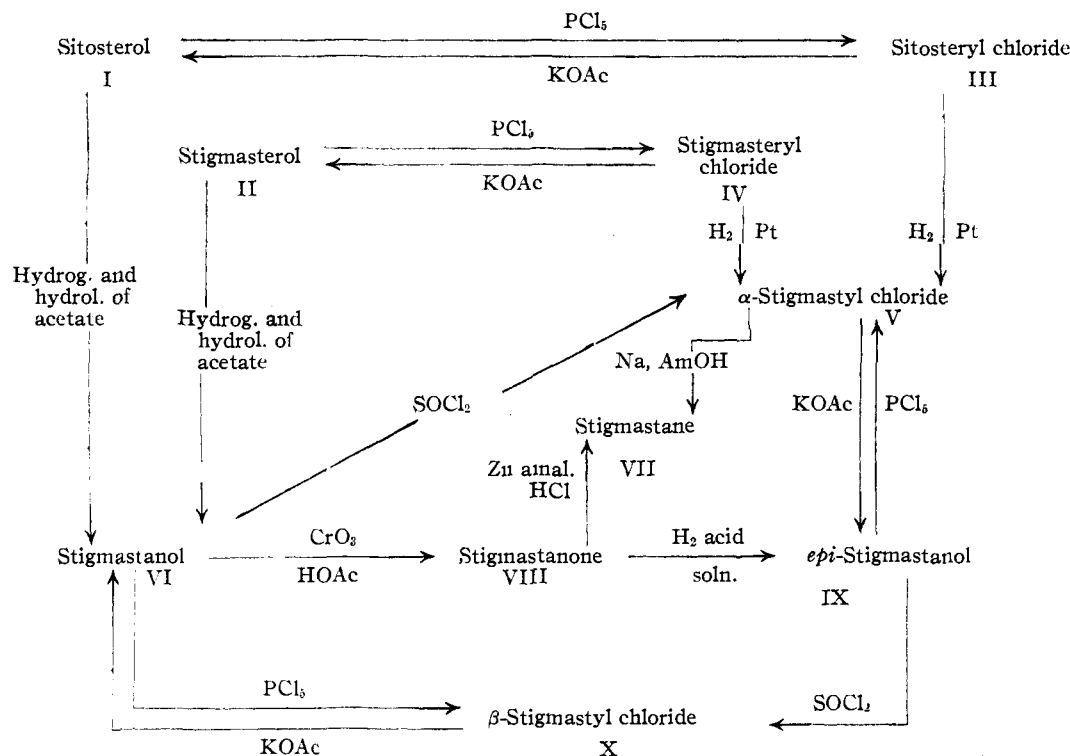 PCl₅
Sitosterol
Sitosteryl chloride
I
KOAc
III
PCl₅
Stigmasterol
Stigmasteryl
chloride
II
KOAc
IV
H₂ Pt
H₂ Pt
Hydrog. and
hydrol. of
acetate
α-Stigmastyl chloride
V
Hydrog. and
hydrol. of
acetate
Na, AmOH
SOCl₂
KOAc
PCl₅
Stigmastane
VII
Zn amal.
HCl
CrO₃
H₂ acid
Stigmastanol
Stigmastanone
epi-Stigmastanol
VI
HOAc
VIII
soln.
IX
PCl₅
β-Stigmastyl chloride
SOCl₂
KOAc
X